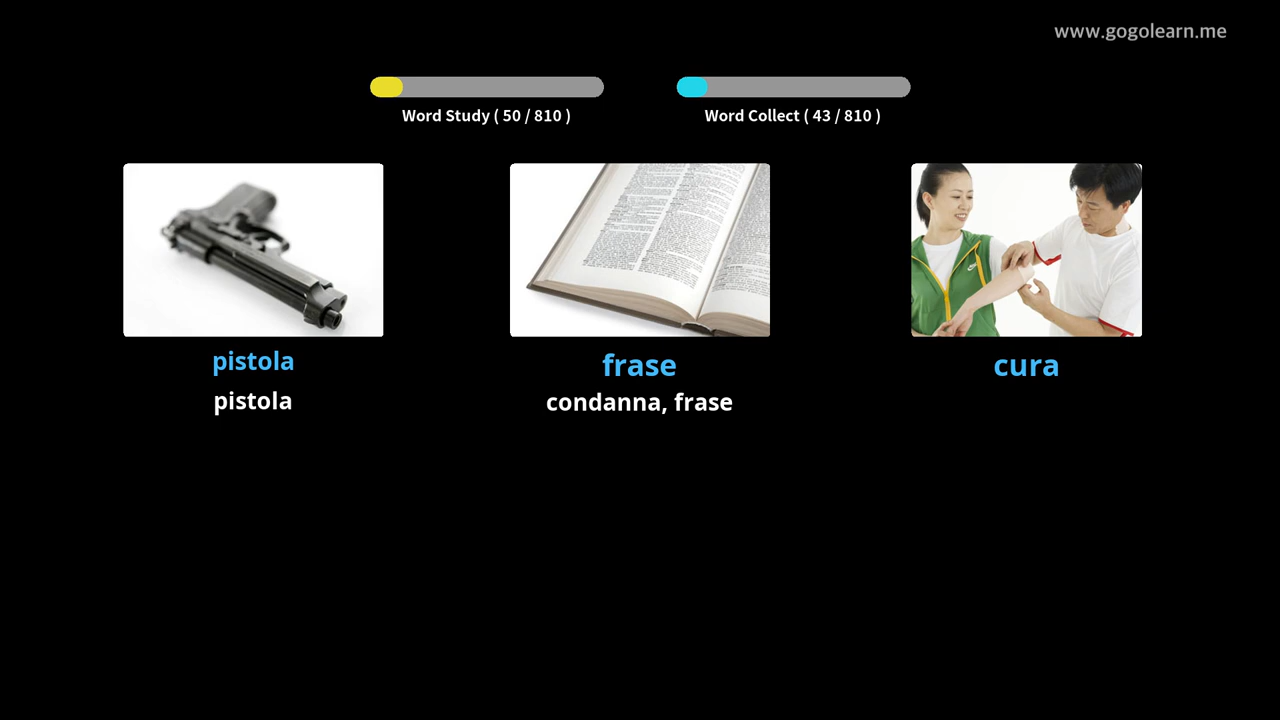 www.gogolearn.me
Word Study ( 50 / 810 )
Word Collect ( 43 / 810 )
pistola
pistola
frase
condanna, frase
cura